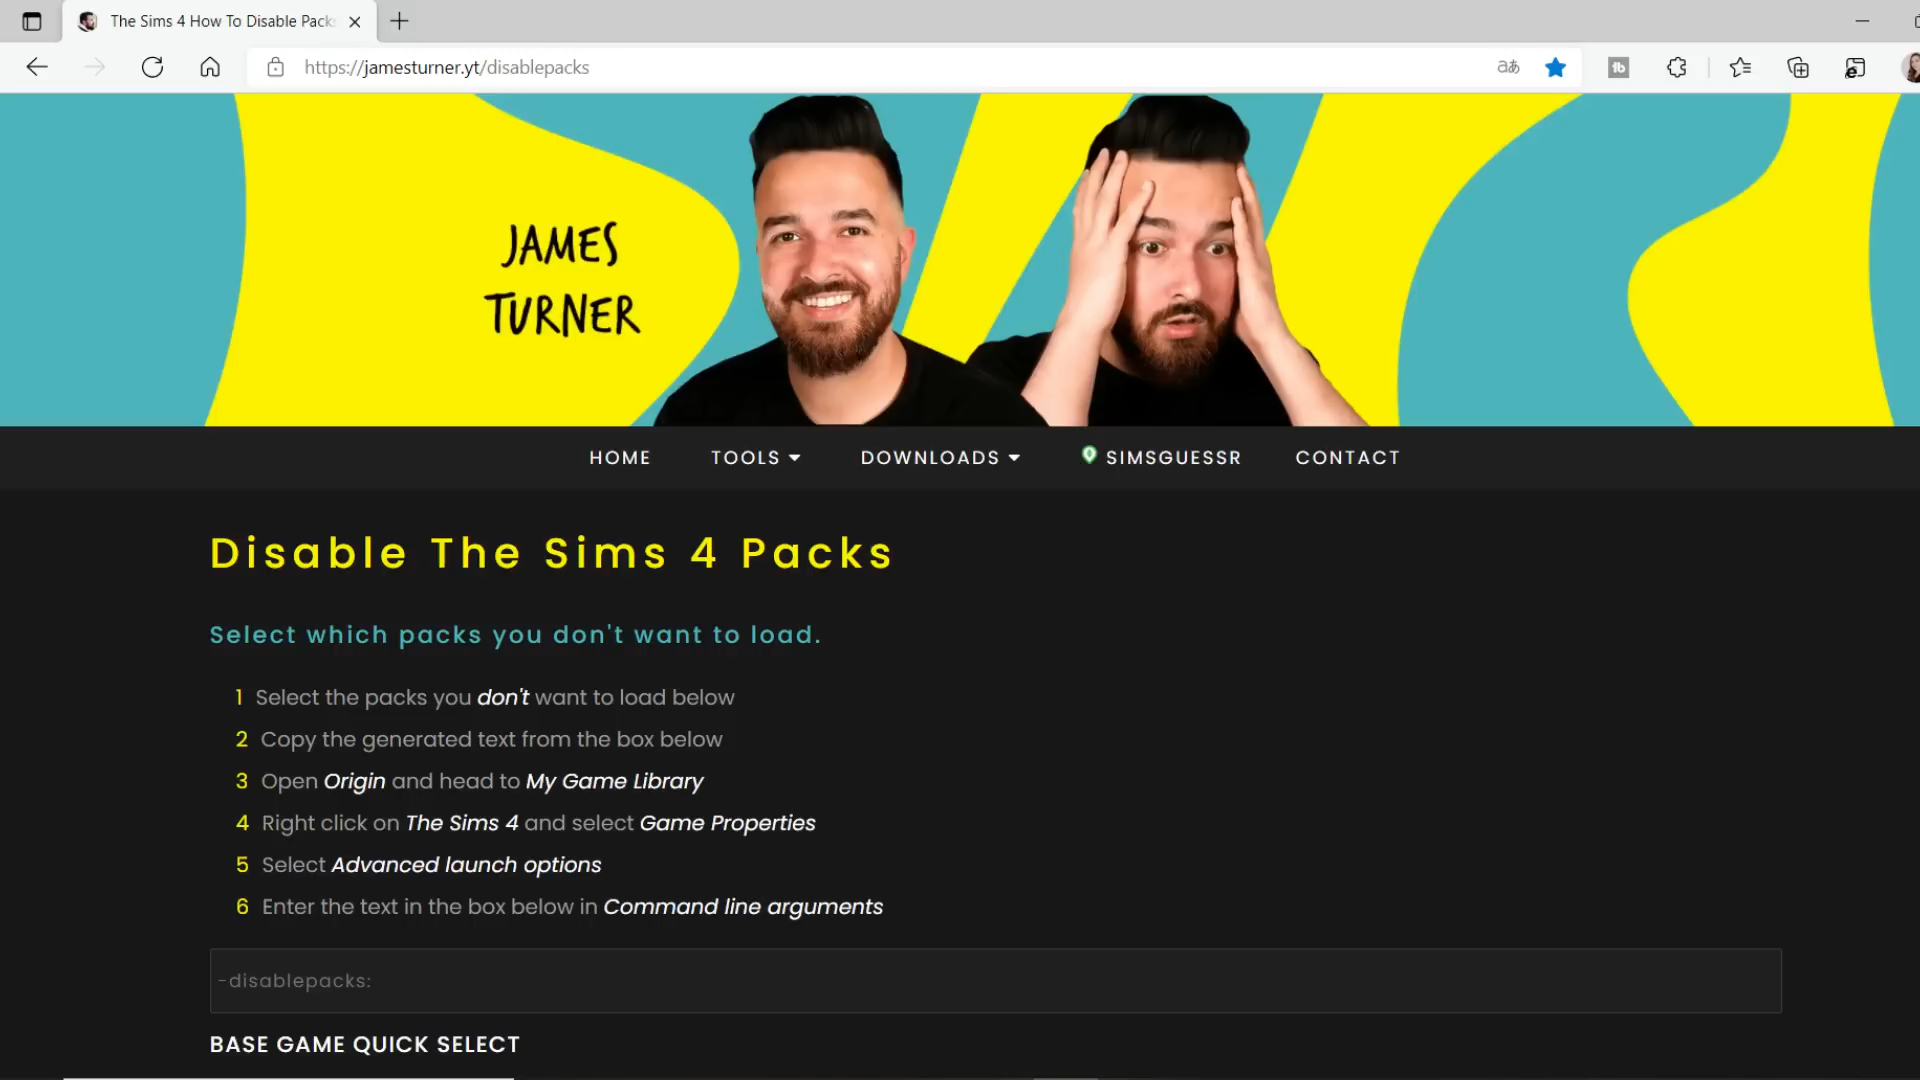 The Sims 4 How To Disable Pack
https://jamesturner.yt/disablepacks
aあ
tb
JAMES
TURNER
HOME TOOLS DOWNLOADS SIMSGUESSR CONTACT
Disable The Sims 4 Packs
Select which packs you don't want to load.
1 Select the packs you don't want to load below
2 Copy the generated text from the box below
3 Open Origin and head to My Game Library
4 Right click on The Sims 4 and select Game Properties
5 Select Advanced launch options
6 Enter the text in the box below in Command line arguments
-disablepacks:
BASE GAME QUICK SELECT